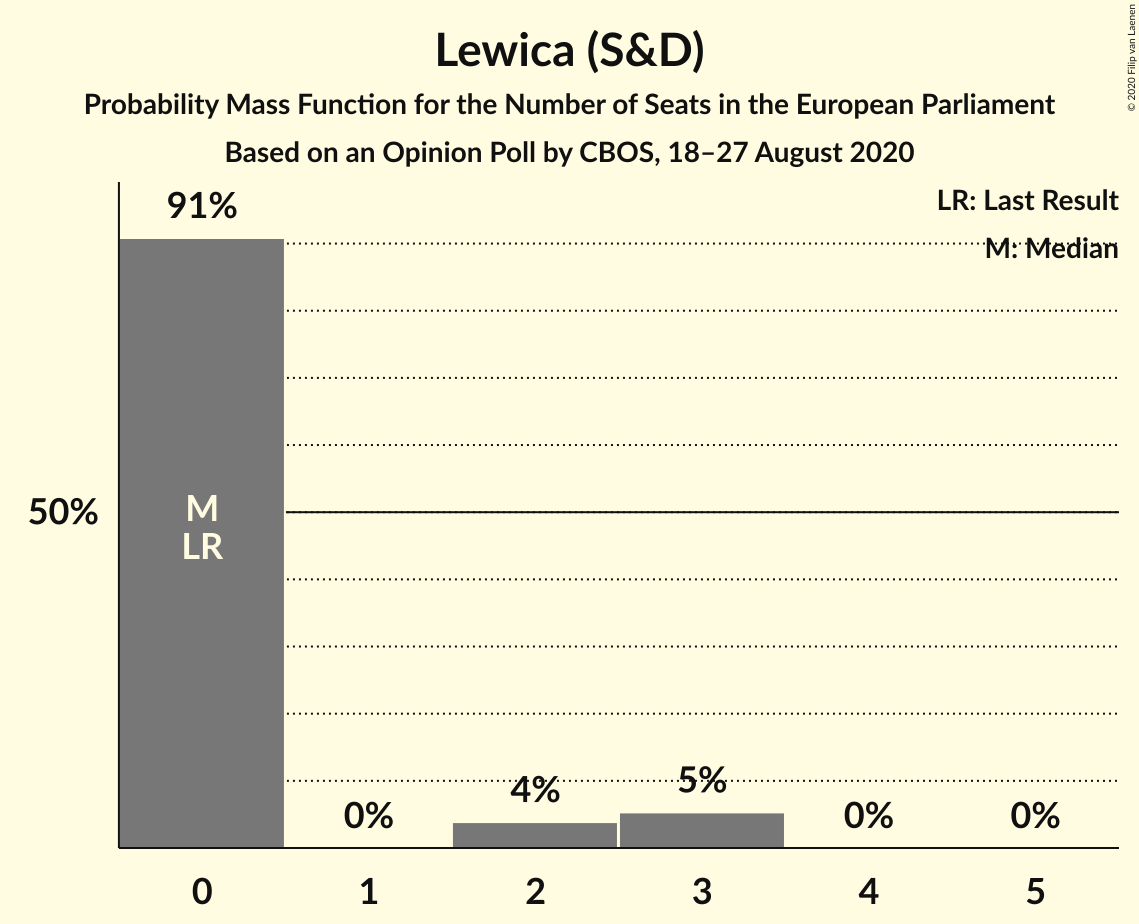 Lewica (S&D)
Probability Mass Function for the Number of Seats in the European Parliament
Based on an Opinion Poll by CBOS, 18–27 August 2020
© 2020 Filip van Laenen
LR: Last Result
M: Median
91%
50%
M
LR
0%
4%
5%
0%
0%
0
1
2
3
4
5